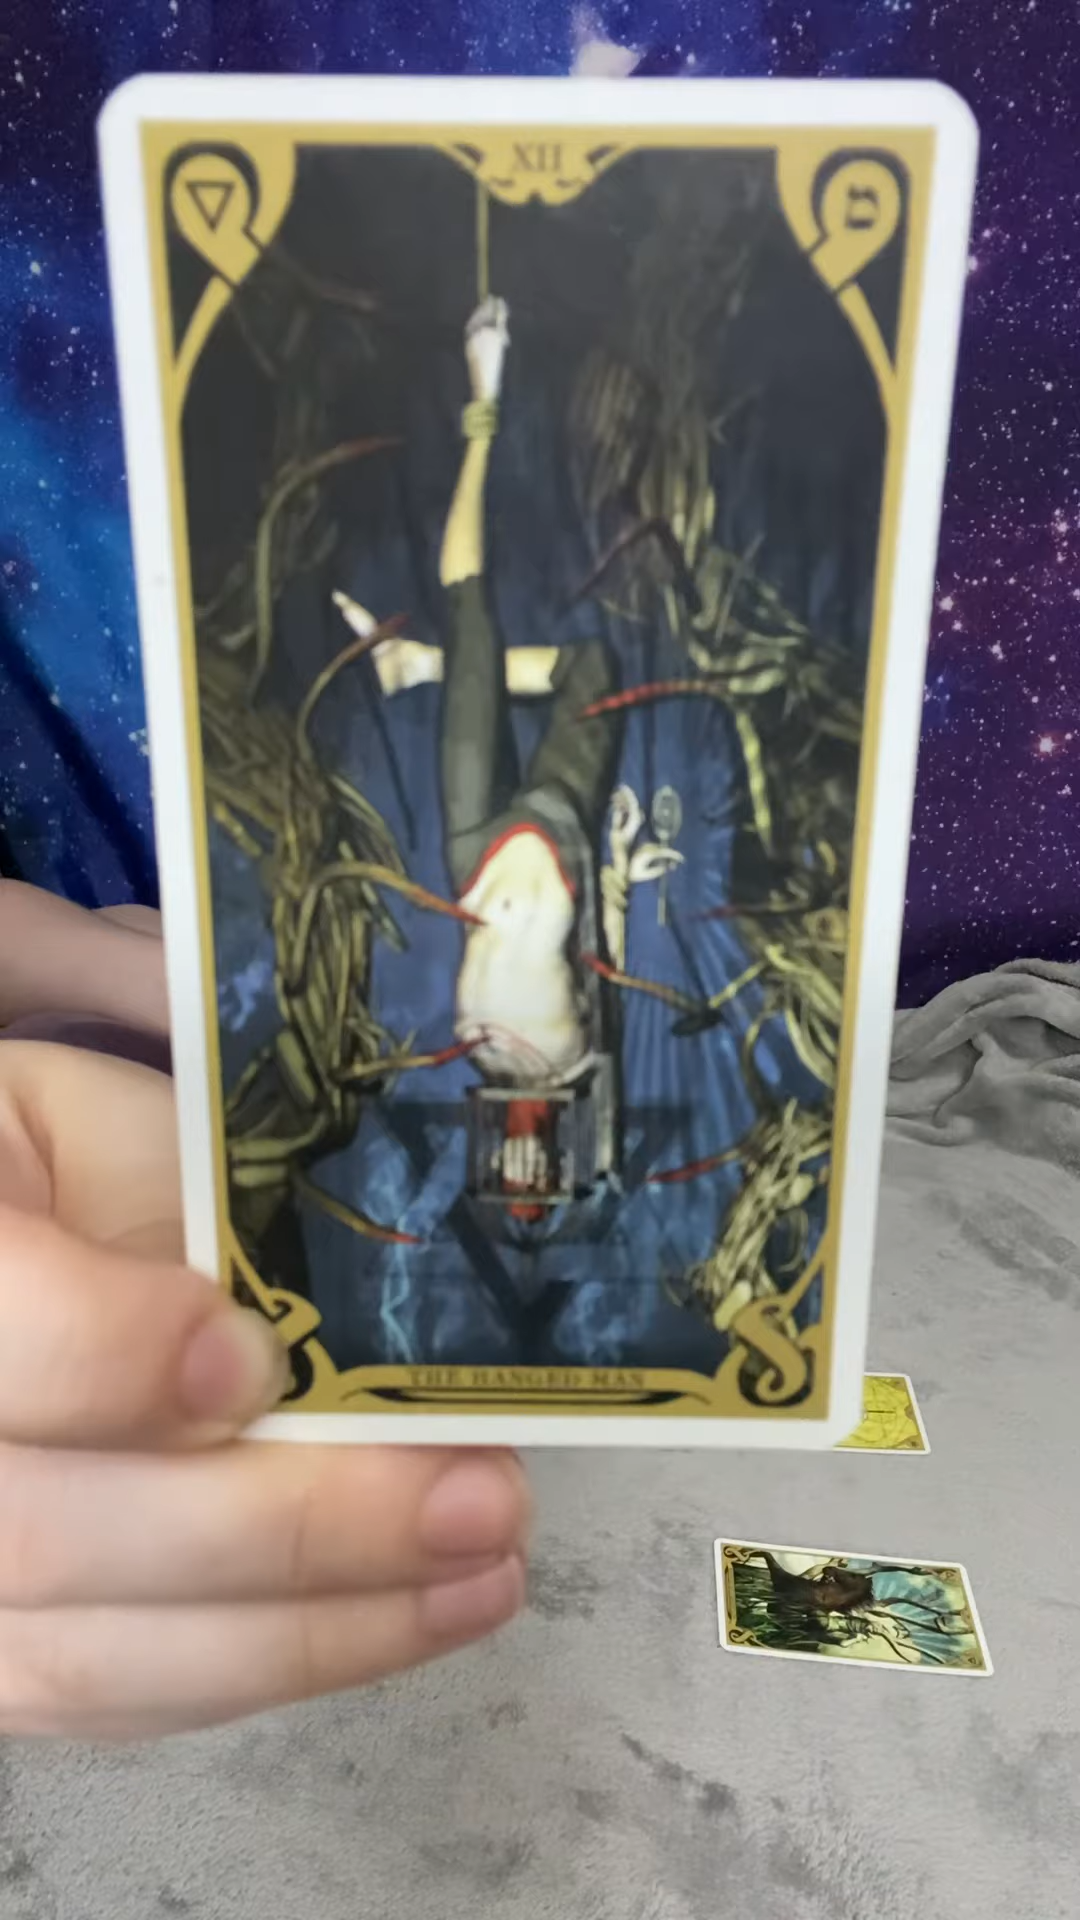 XII
מ
THE HANGED MAN